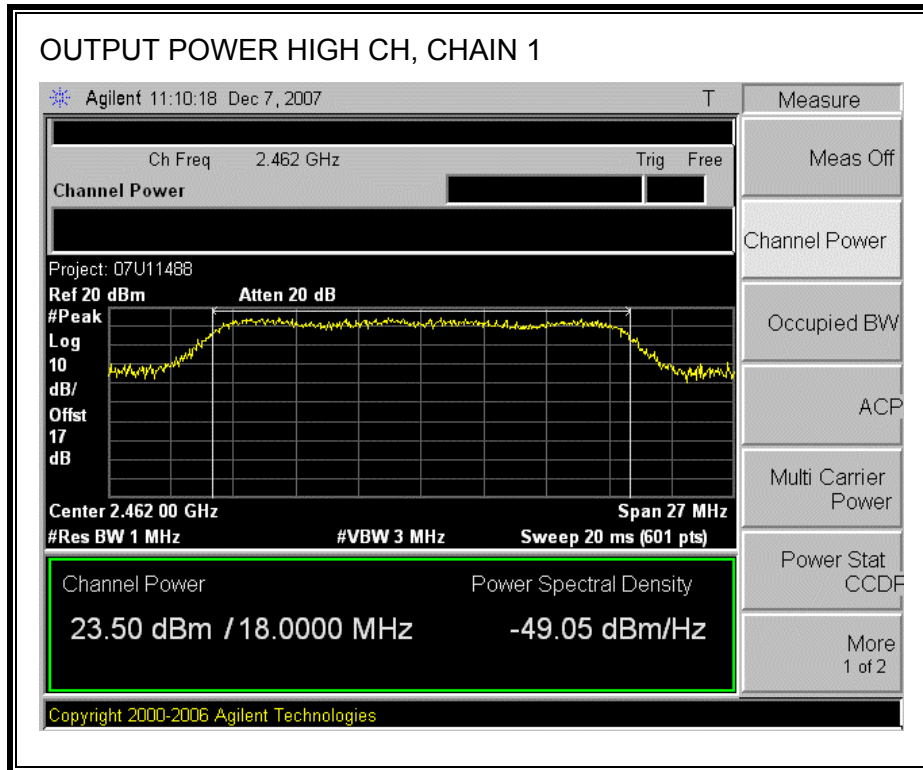 OUTPUT POWER HIGH CH, CHAIN 1
Agilent 11:10:18 Dec 7, 2007 T
Measure
Ch Freq 2.462 GHz Trig Free
Channel Power
Meas Off
Channel Power
Occupied BW
ACP
Multi Carrier
Power
Power Stat
CCDF
More
1 of 2
Project: 07U11488
Ref 20 dBm Atten 20 dB
#Peak
Log
10
dB/
Offst
17
dB
Center 2.462 00 GHz Span 27 MHz
#Res BW 1 MHz #VBW 3 MHz Sweep 20 ms (601 pts)
Channel Power Power Spectral Density
23.50 dBm / 18.0000 MHz -49.05 dBm/Hz
Copyright 2000-2006 Agilent Technologies